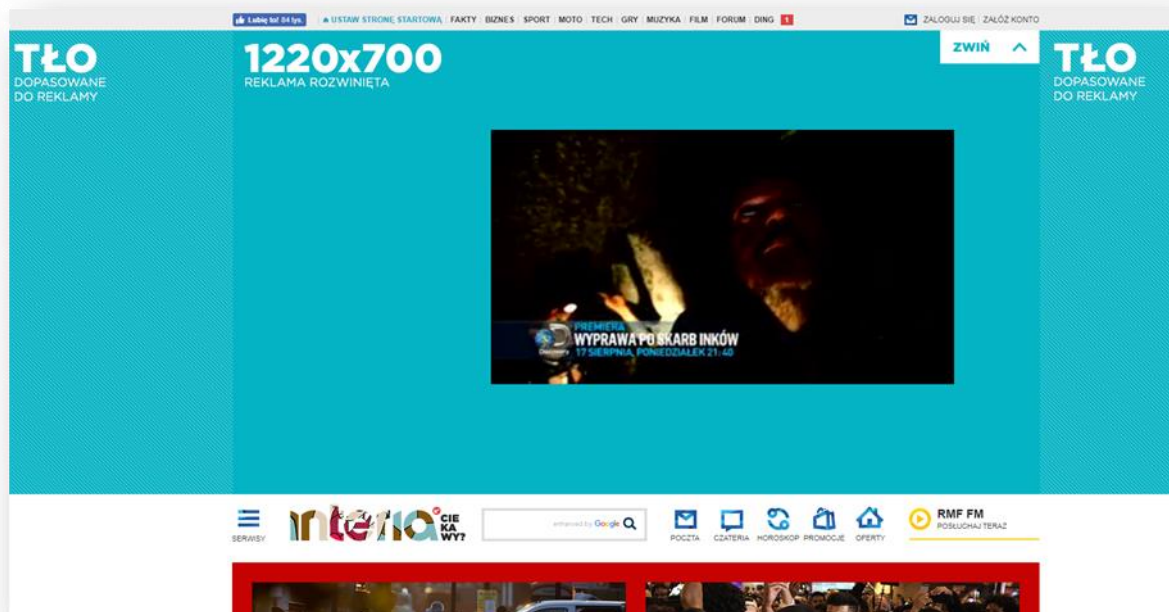 Lubię to! 84 tys. USTAW STRONĘ STARTOWĄ FAKTY BIZNES SPORT MOTO TECH GRY MUZYKA FILM FORUM DING 1 ZALOGUJ SIĘ ZAŁÓŻ KONTO
TŁO
DOPASOWANE
DO REKLAMY
1220x700
REKLAMA ROZWINIĘTA
ZWIŃ
TŁO
DOPASOWANE
DO REKLAMY
PREMIERA
WYPRAWA PO SKARB INKÓW
17 SIERPNIA, PONIEDZIAŁEK 21:40
Discovery
SERWISY
interia
CIE
KA
WY?
enhanced by Google
POCZTA CZATERIA HOROSKOP PROMOCJE OFERTY
RMF FM
POSŁUCHAJ TERAZ